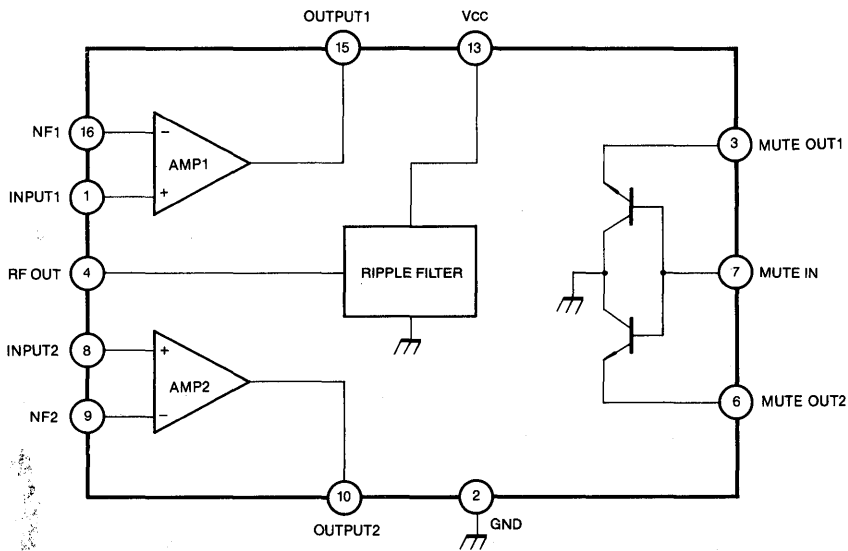 OUTPUT1
Vcc
15
13
NF1
16
−
AMP1
3
MUTE OUT1
INPUT1
1
+
RF OUT
4
RIPPLE FILTER
7
MUTE IN
INPUT2
8
+
AMP2
NF2
9
−
6
MUTE OUT2
10
2
OUTPUT2
GND